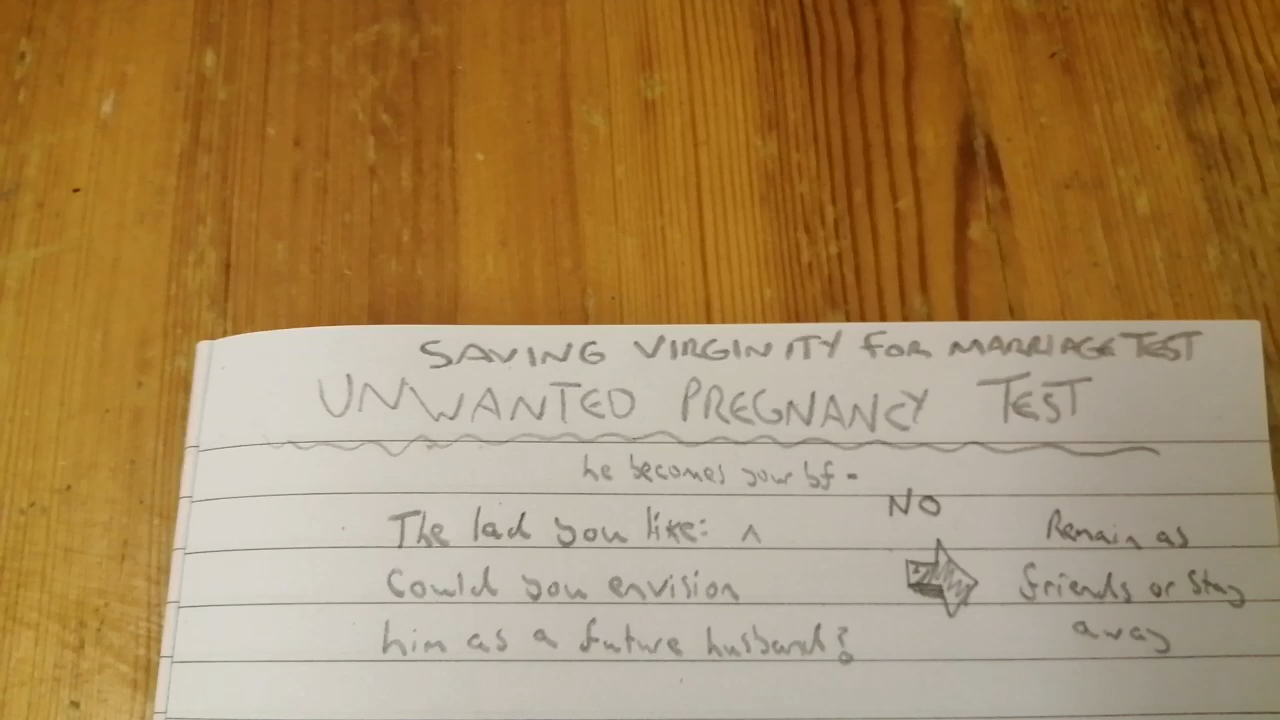 SAVING VIRGINITY FOR MARRIAGE TEST
UNWANTED PREGNANCY TEST
he becomes your bf -
The lad you like: ^
Could you envision
him as a future husband?
NO
Remain as
friends or stay
away